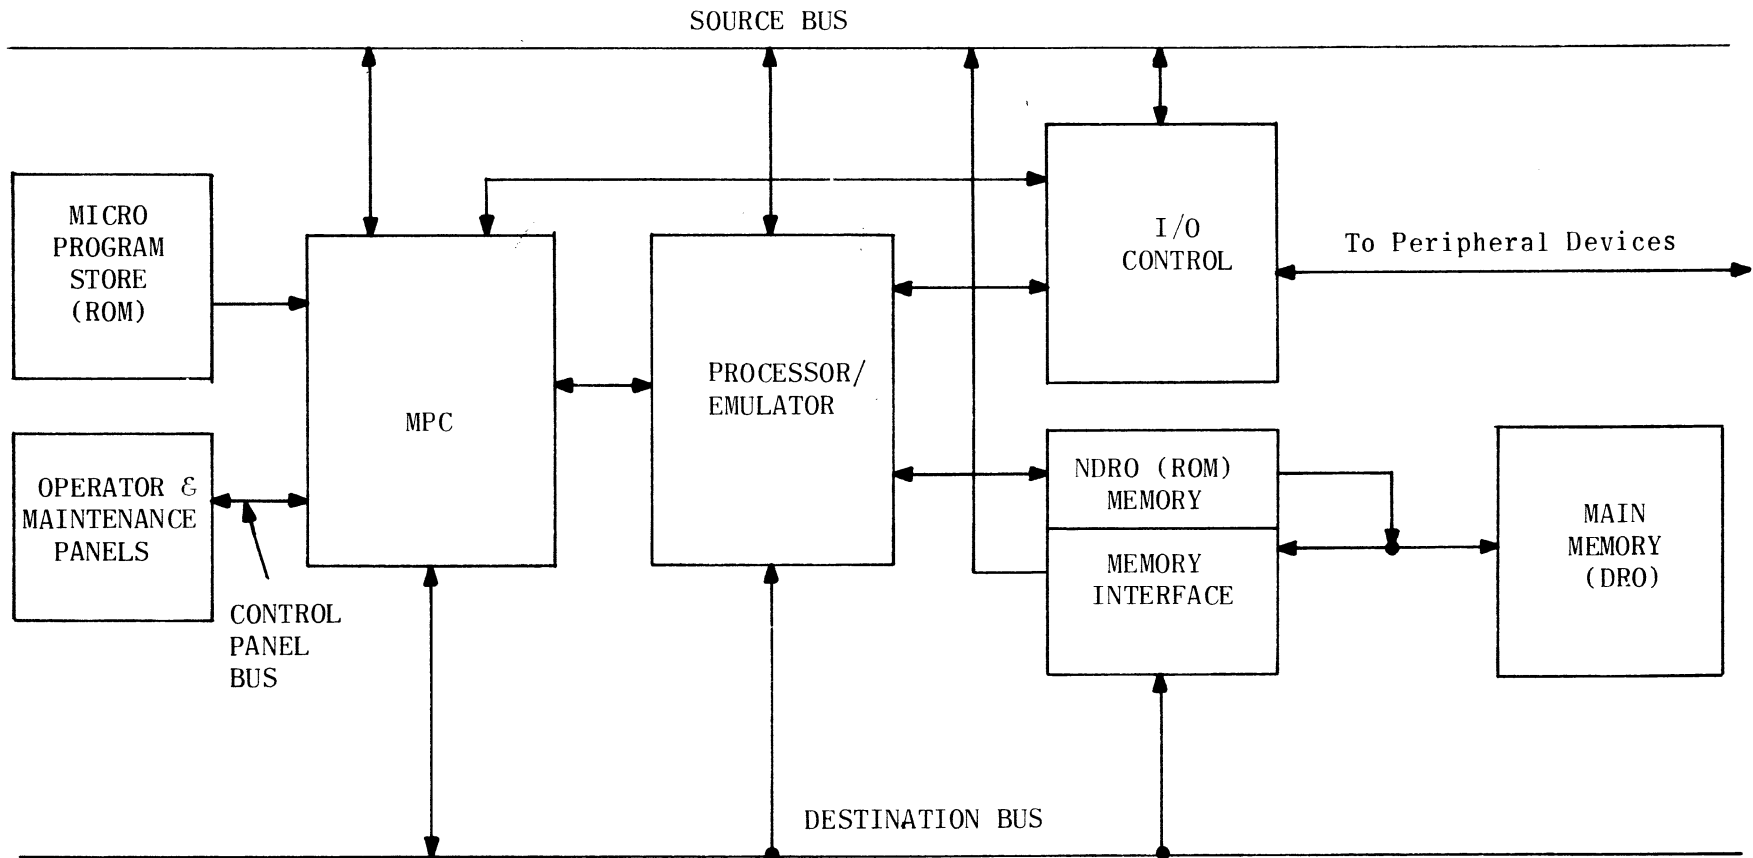 SOURCE BUS
MICRO
PROGRAM
STORE
(ROM)
I/O
CONTROL
To Peripheral Devices
MPC
PROCESSOR/
EMULATOR
OPERATOR &
MAINTENANCE
PANELS
NDRO (ROM)
MEMORY
MEMORY
INTERFACE
MAIN
MEMORY
(DRO)
CONTROL
PANEL
BUS
DESTINATION BUS